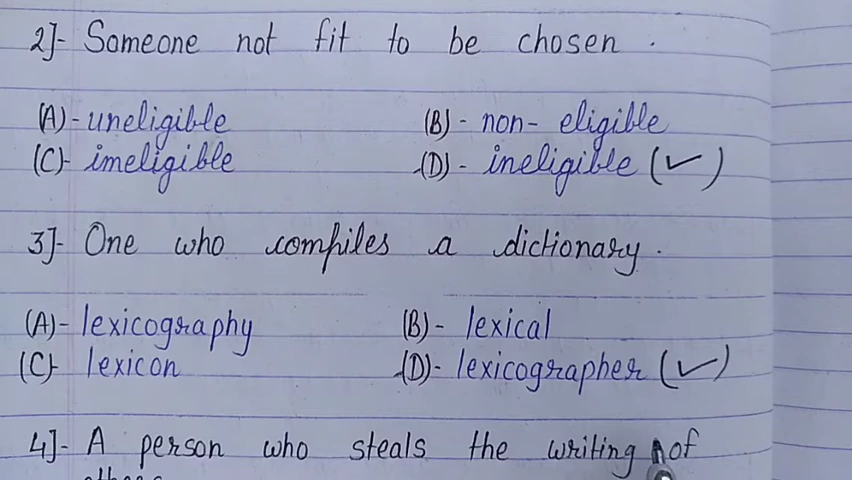 2]- Someone not fit to be chosen.
(A)- uneligible (B)- non-eligible
(C)- imeligible (D)- ineligible (✓)
3]- One who compiles a dictionary.
(A)- lexicography (B)- lexical
(C)- lexicon (D)- lexicographer (✓)
4]- A person who steals the writing of